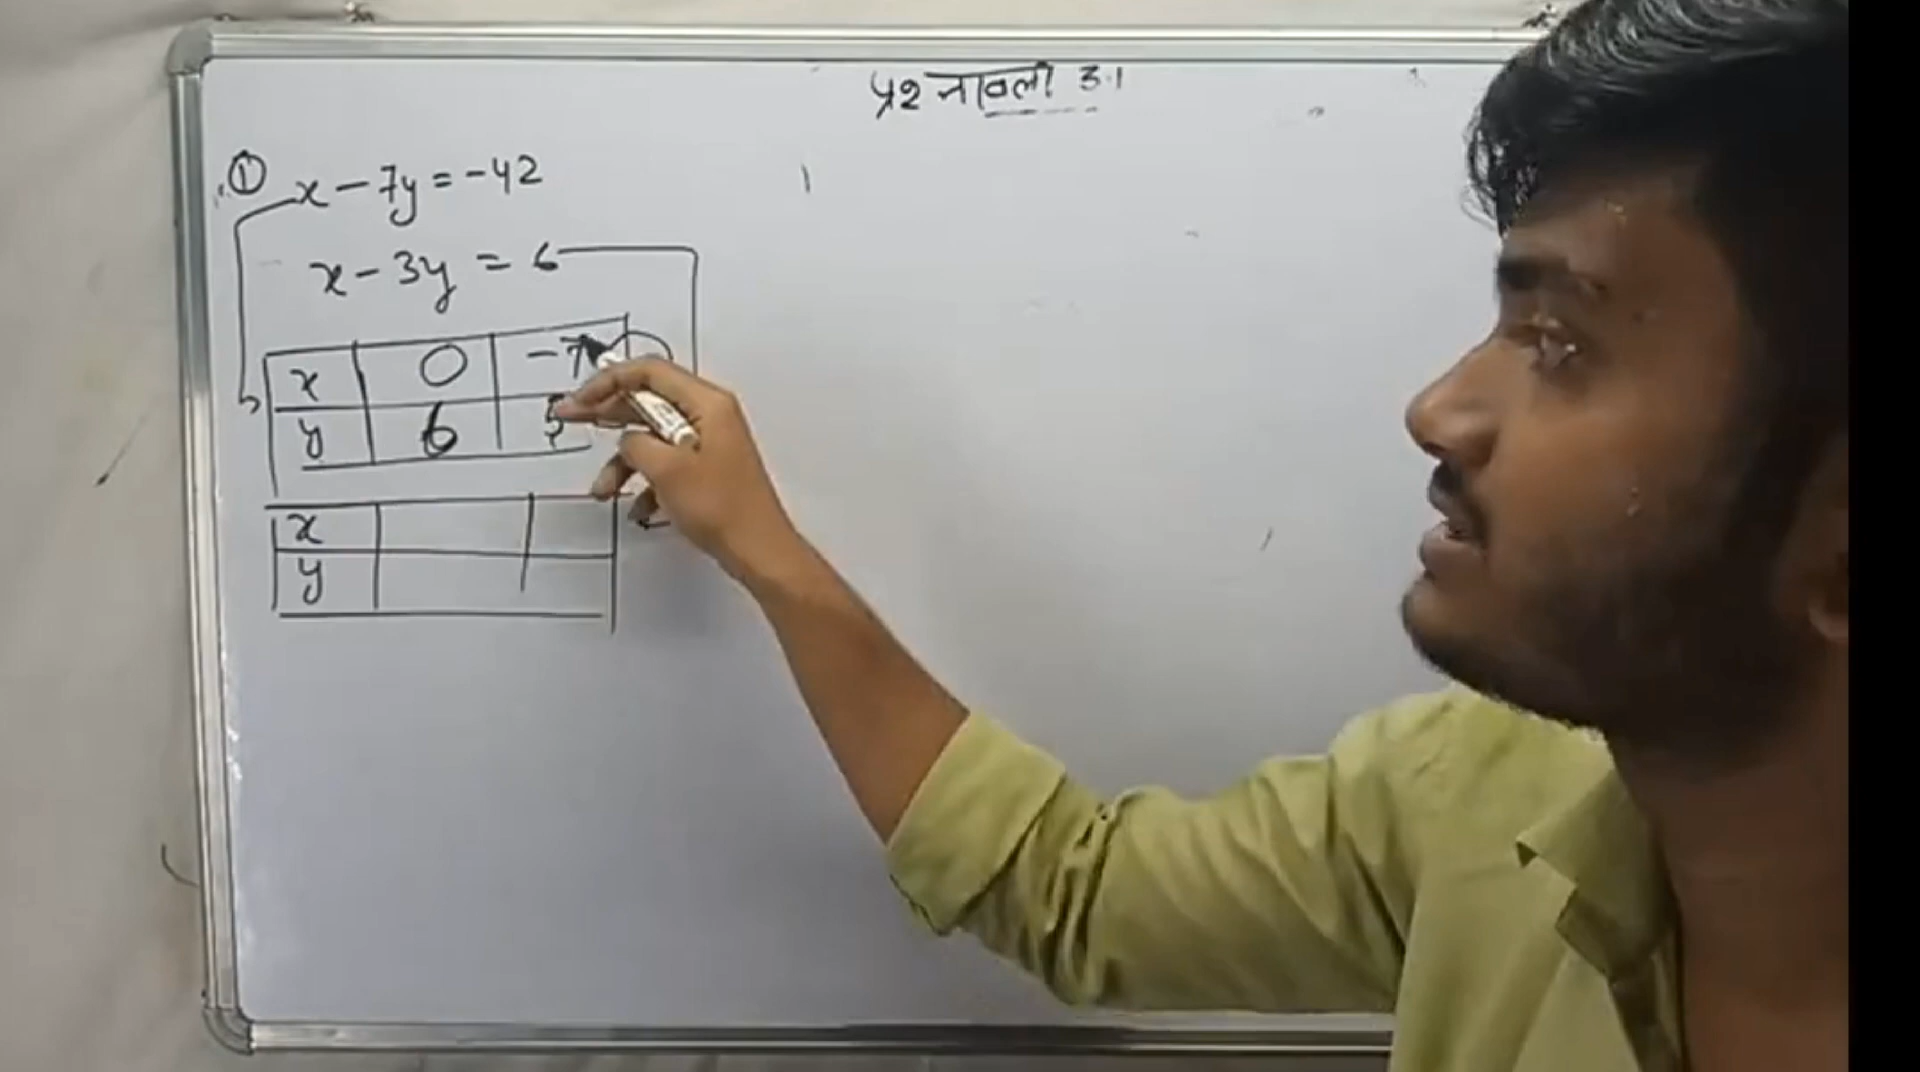 प्रश्नावली 3.1
① x - 7y = -42
x - 3y = 6
x 0 -7
y 6 5
x
y